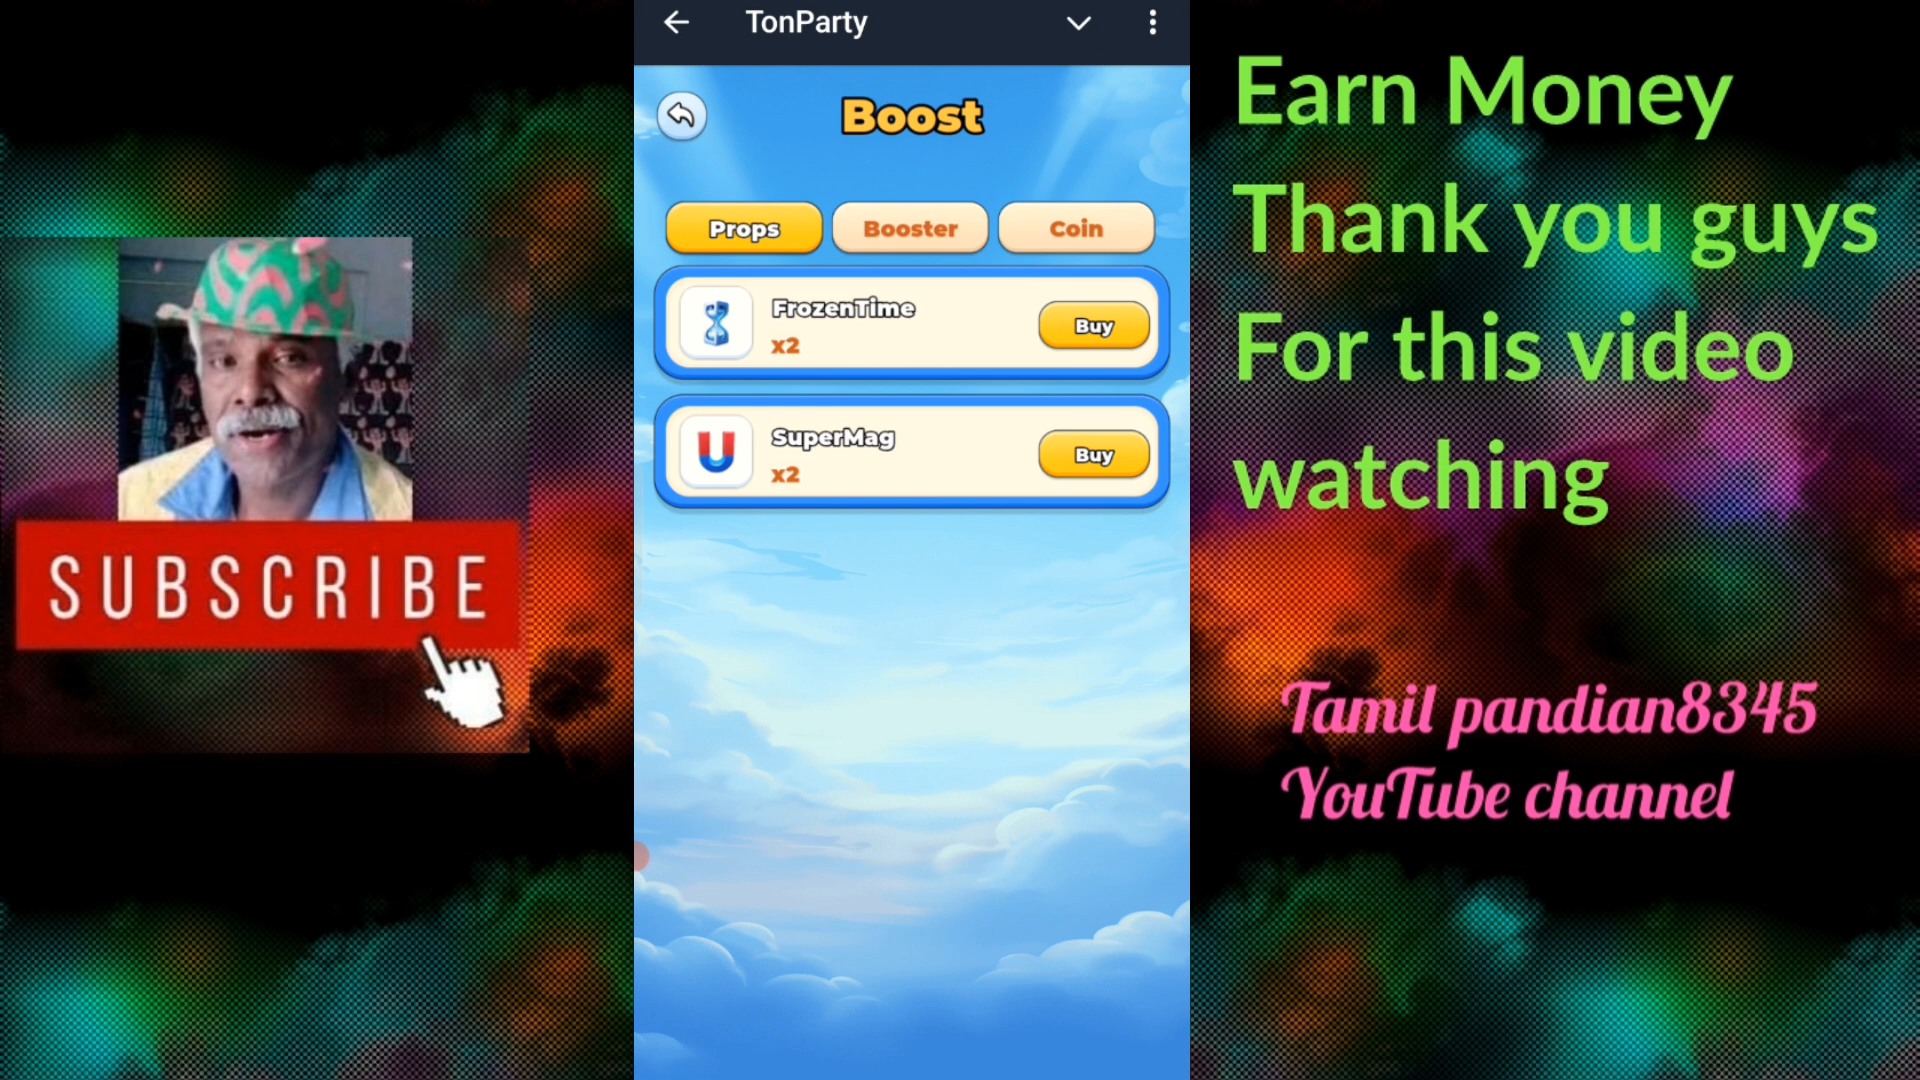 SUBSCRIBE
TonParty
Boost
Props
Booster
Coin
FrozenTime
x2
Buy
SuperMag
x2
Buy
Earn Money
Thank you guys
For this video
watching
Tamil pandian8345
YouTube channel